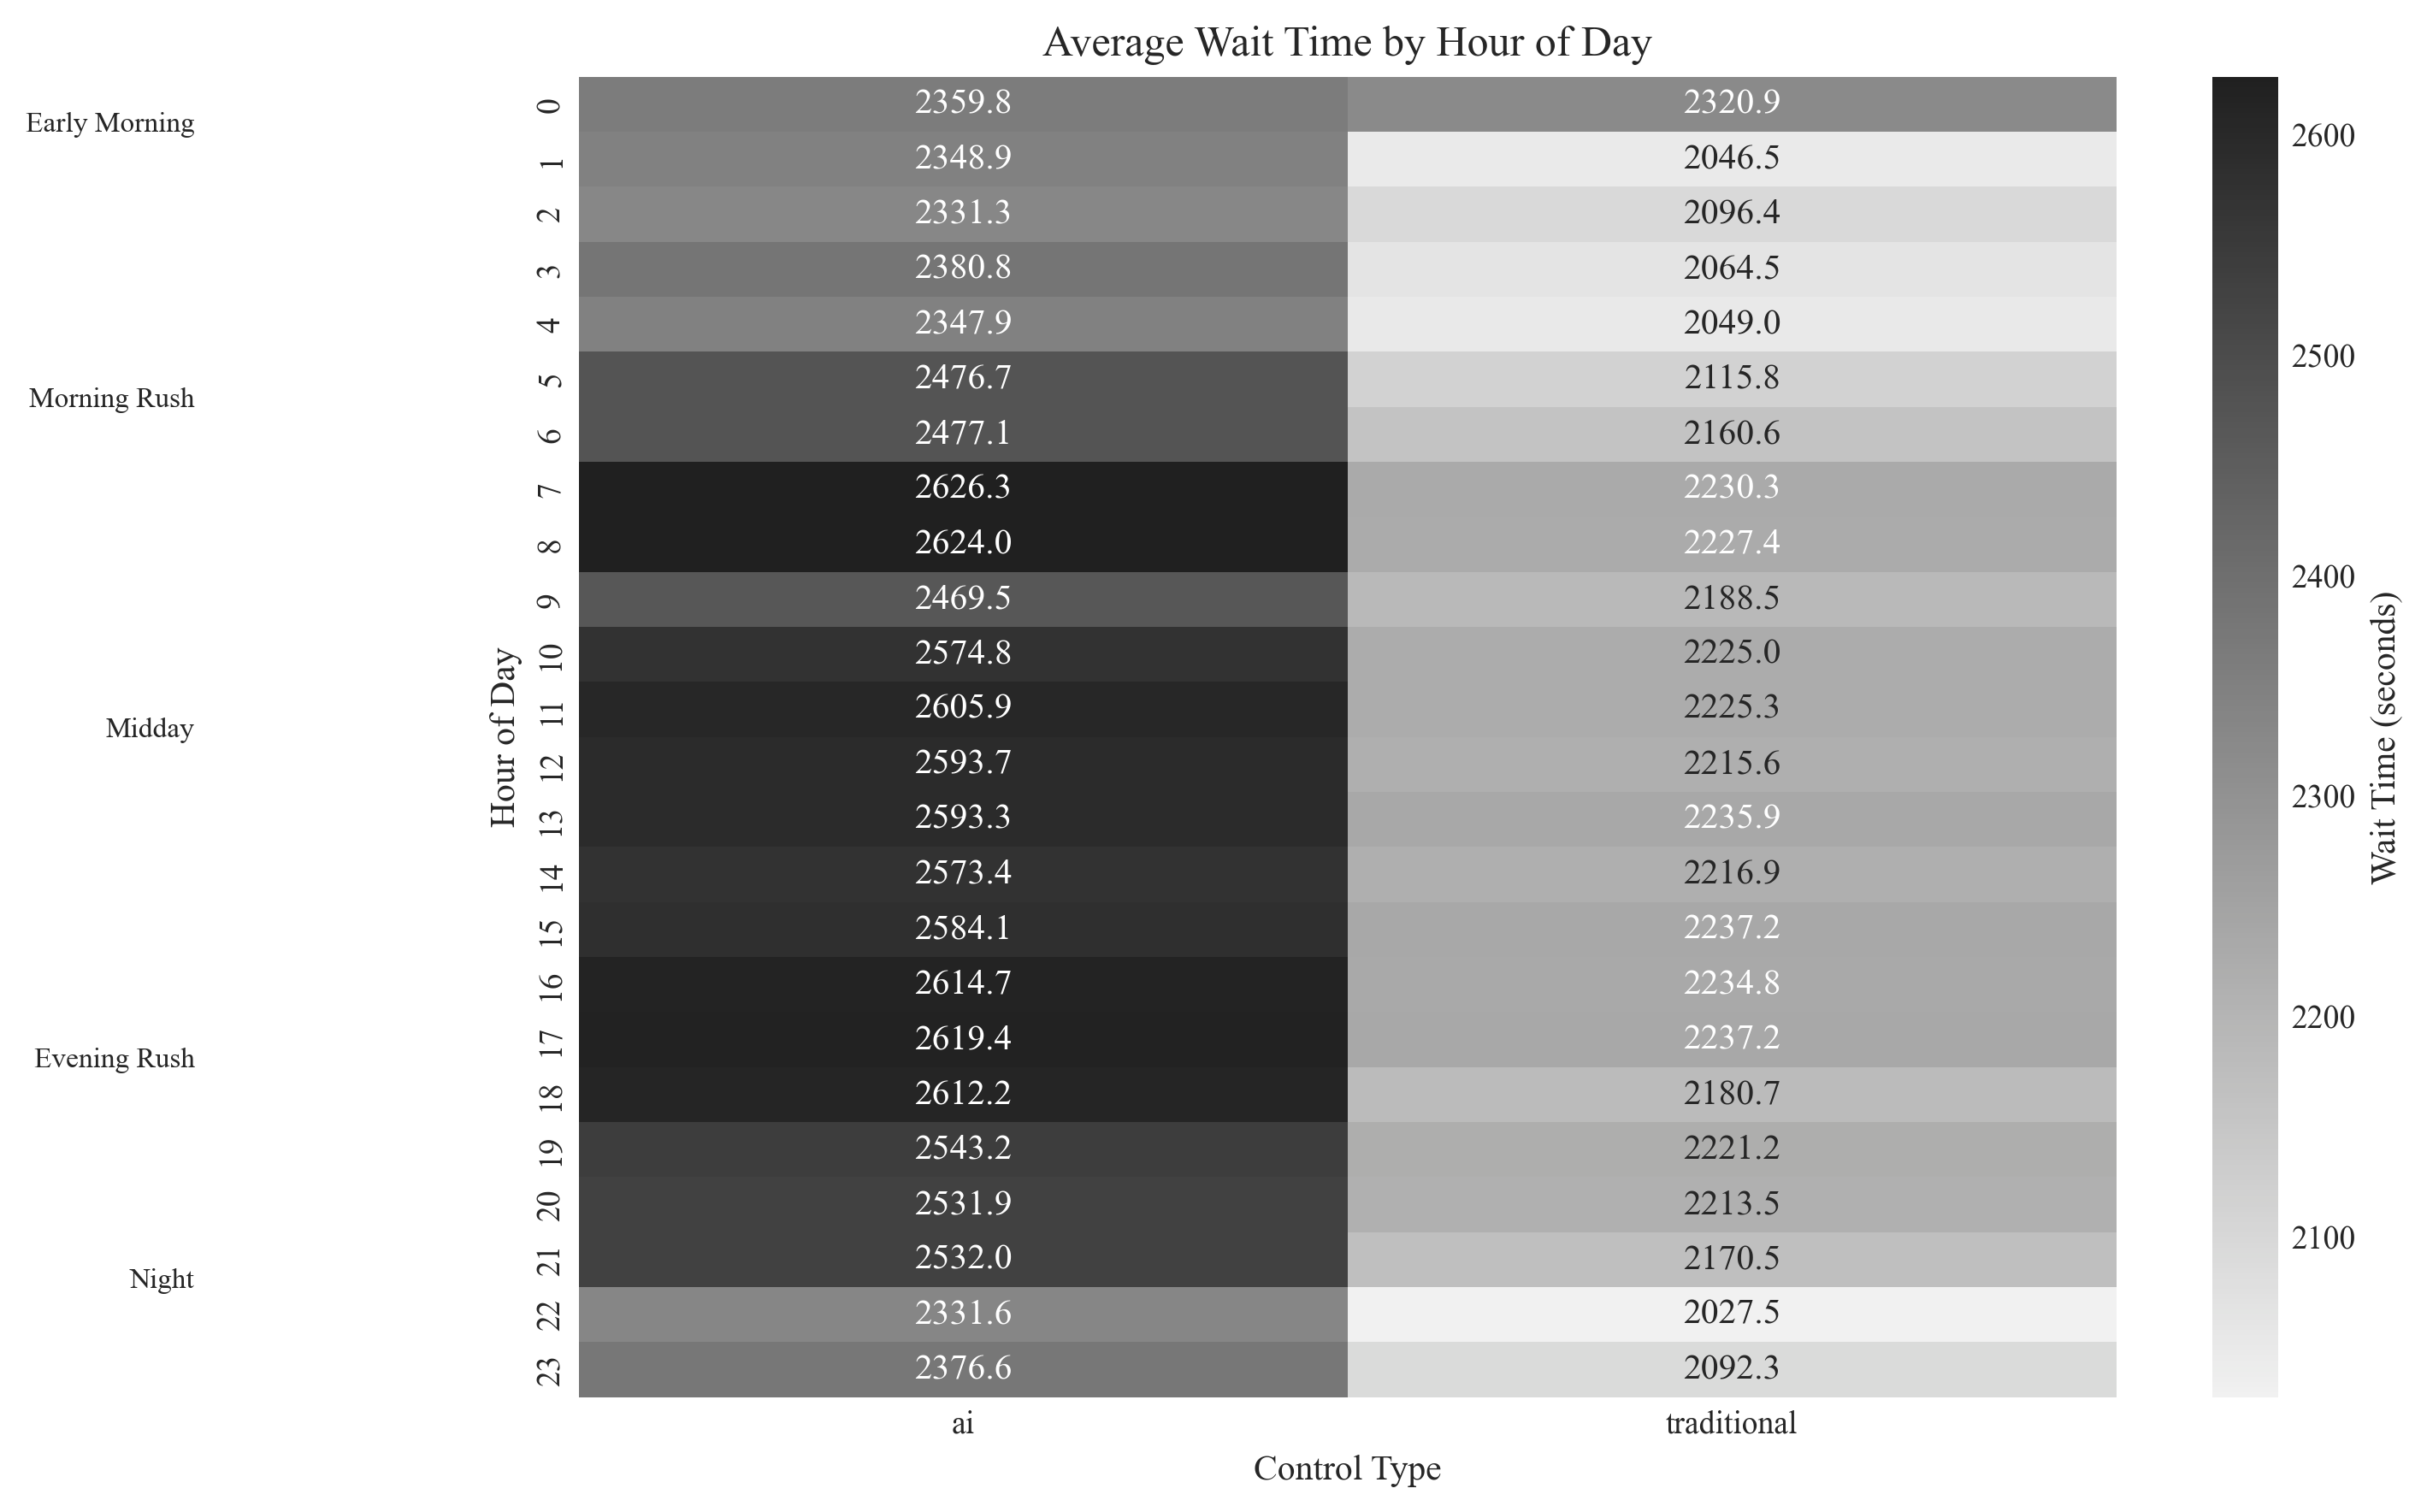 Average Wait Time by Hour of Day
Early Morning
Morning Rush
Midday
Evening Rush
Night
Hour of Day
0 2359.8 2320.9
1 2348.9 2046.5
2 2331.3 2096.4
3 2380.8 2064.5
4 2347.9 2049.0
5 2476.7 2115.8
6 2477.1 2160.6
7 2626.3 2230.3
8 2624.0 2227.4
9 2469.5 2188.5
10 2574.8 2225.0
11 2605.9 2225.3
12 2593.7 2215.6
13 2593.3 2235.9
14 2573.4 2216.9
15 2584.1 2237.2
16 2614.7 2234.8
17 2619.4 2237.2
18 2612.2 2180.7
19 2543.2 2221.2
20 2531.9 2213.5
21 2532.0 2170.5
22 2331.6 2027.5
23 2376.6 2092.3
ai traditional
Control Type
2600
2500
2400
2300
2200
2100
Wait Time (seconds)